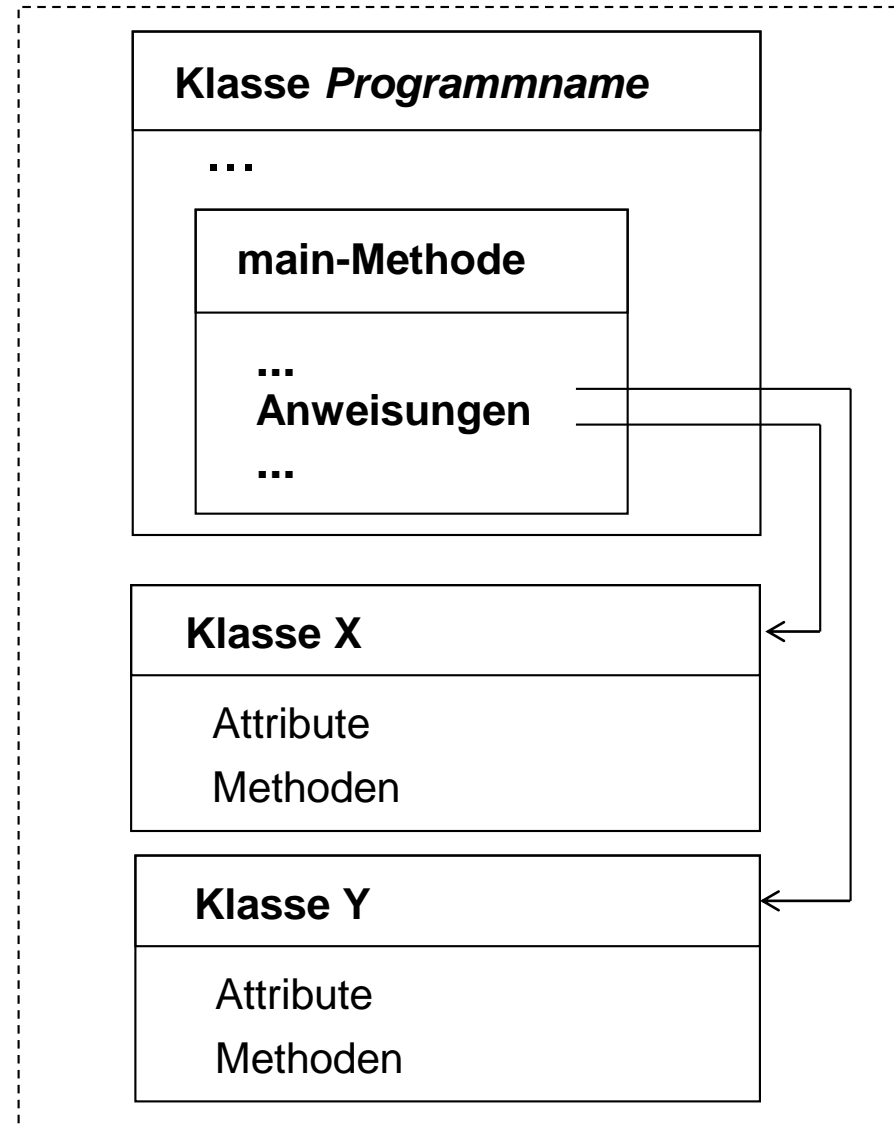 Klasse Programmname
...
main-Methode
...
Anweisungen
...
Klasse X
Attribute
Methoden
Klasse Y
Attribute
Methoden